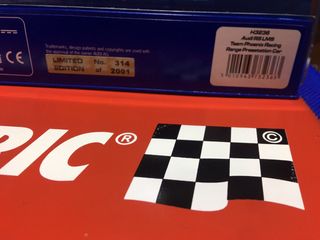 Trademarks, design patents and copyrights are used with
the approval of the owner AUDI AG.
LIMITED No. 314
EDITION of 2001
H3236
Audi R8 LMS
Team Phoenix Racing
Range Presentation Car
CE
RIC®
©